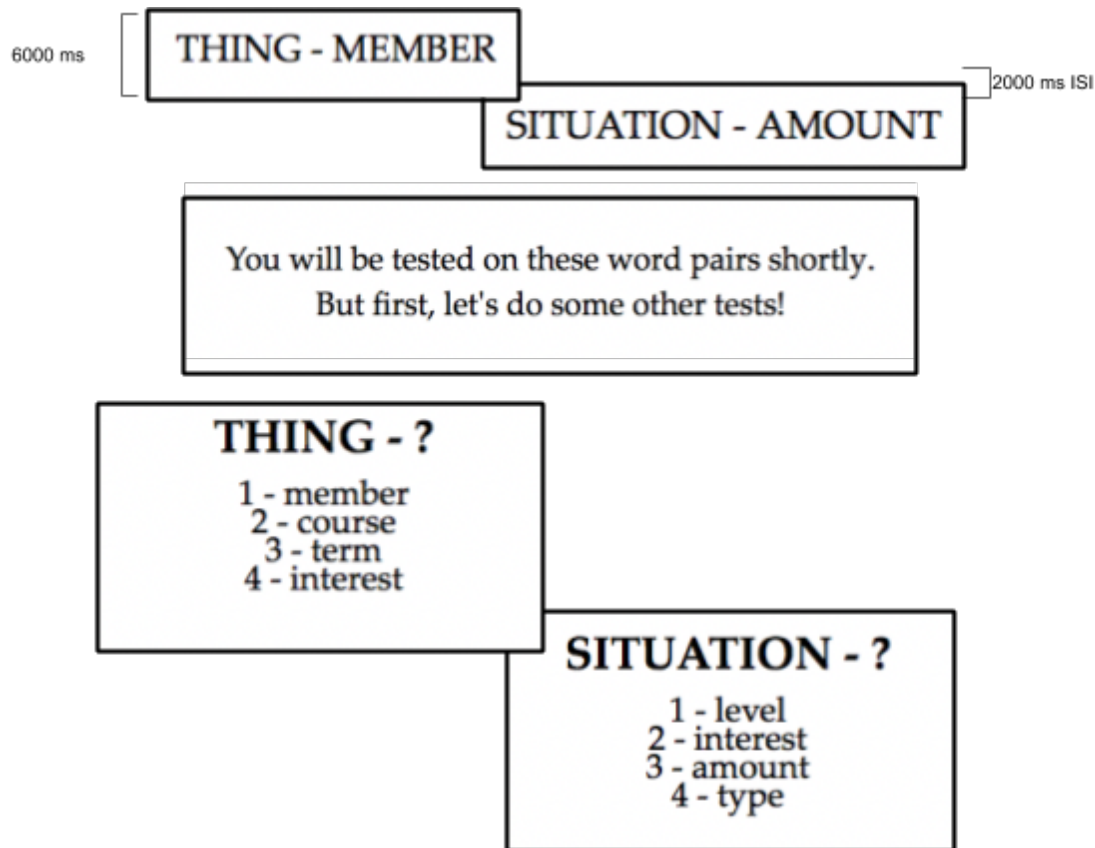 6000 ms
THING - MEMBER
2000 ms ISI
SITUATION - AMOUNT
You will be tested on these word pairs shortly.
But first, let's do some other tests!
THING - ?
1 - member
2 - course
3 - term
4 - interest
SITUATION - ?
1 - level
2 - interest
3 - amount
4 - type